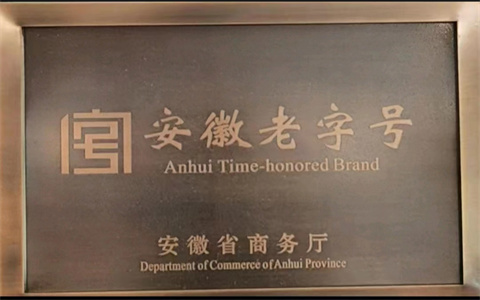 安徽老字号
Anhui Time-honored Brand
安徽省商务厅
Department of Commerce of Anhui Province